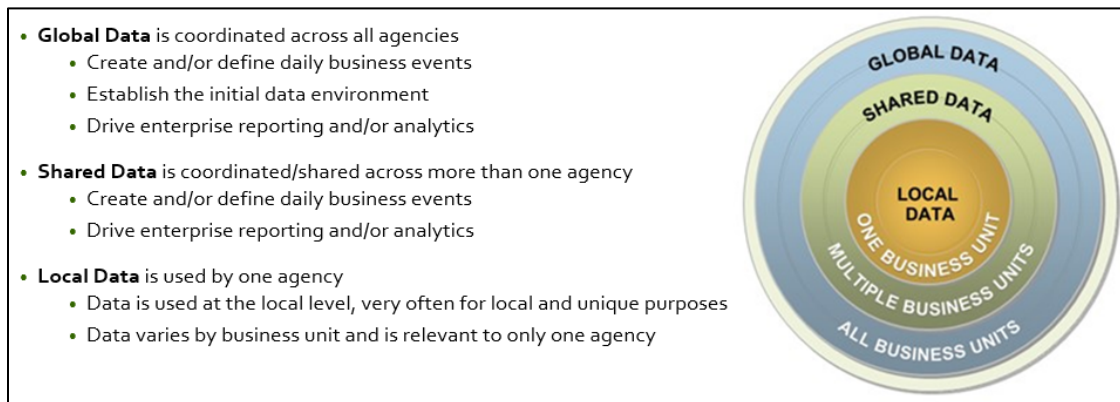 • Global Data is coordinated across all agencies
• Create and/or define daily business events
• Establish the initial data environment
• Drive enterprise reporting and/or analytics
• Shared Data is coordinated/shared across more than one agency
• Create and/or define daily business events
• Drive enterprise reporting and/or analytics
• Local Data is used by one agency
• Data is used at the local level, very often for local and unique purposes
• Data varies by business unit and is relevant to only one agency
GLOBAL DATA
SHARED DATA
LOCAL
DATA
ONE BUSINESS UNIT
MULTIPLE BUSINESS UNITS
ALL BUSINESS UNITS